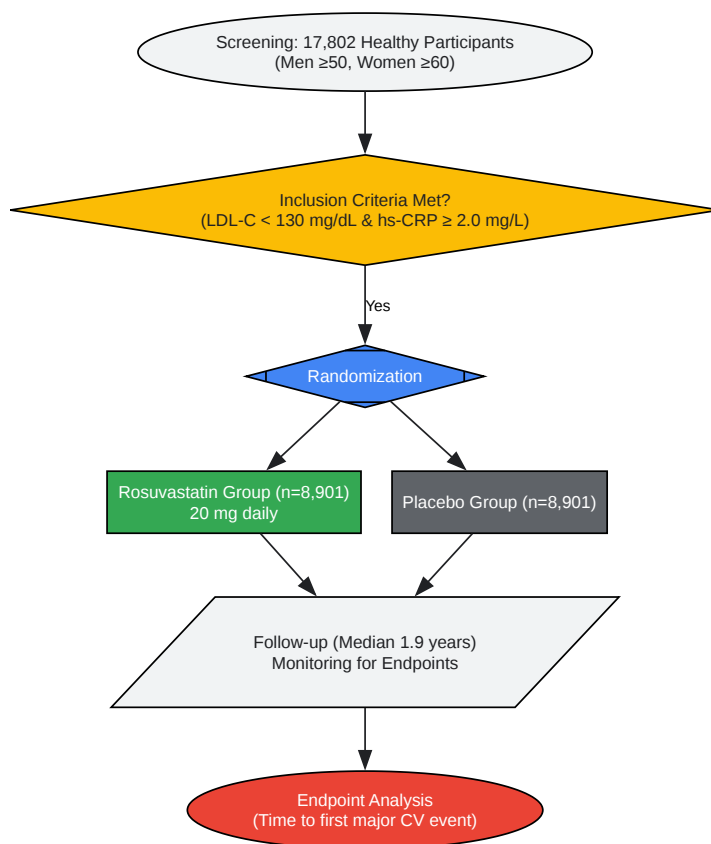 Screening: 17,802 Healthy Participants
(Men ≥50, Women ≥60)
Inclusion Criteria Met?
(LDL-C < 130 mg/dL & hs-CRP ≥ 2.0 mg/L)
Yes
Randomization
Rosuvastatin Group (n=8,901)
20 mg daily
Placebo Group (n=8,901)
Follow-up (Median 1.9 years)
Monitoring for Endpoints
Endpoint Analysis
(Time to first major CV event)